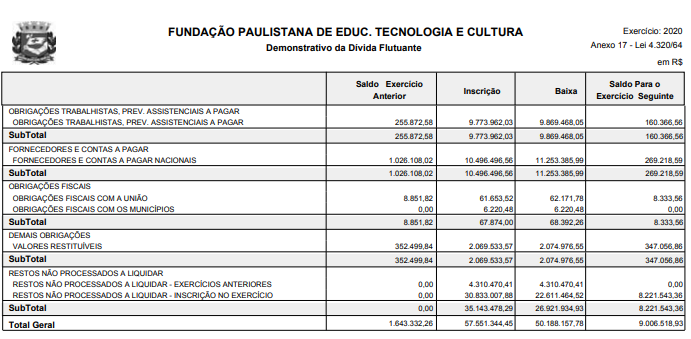 FUNDAÇÃO PAULISTANA DE EDUC. TECNOLOGIA E CULTURA
Demonstrativo da Dívida Flutuante
Exercício: 2020
Anexo 17 - Lei 4.320/64
em R$
Saldo Exercício Anterior Inscrição Baixa Saldo Para o Exercício Seguinte
OBRIGAÇÕES TRABALHISTAS, PREV. ASSISTENCIAIS A PAGAR
OBRIGAÇÕES TRABALHISTAS, PREV. ASSISTENCIAIS A PAGAR 255.872,58 9.773.962,03 9.869.468,05 160.366,56
SubTotal 255.872,58 9.773.962,03 9.869.468,05 160.366,56
FORNECEDORES E CONTAS A PAGAR
FORNECEDORES E CONTAS A PAGAR NACIONAIS 1.026.108,02 10.496.496,56 11.253.385,99 269.218,59
SubTotal 1.026.108,02 10.496.496,56 11.253.385,99 269.218,59
OBRIGAÇÕES FISCAIS
OBRIGAÇÕES FISCAIS COM A UNIÃO 8.851,82 61.653,52 62.171,78 8.333,56
OBRIGAÇÕES FISCAIS COM OS MUNICÍPIOS 0,00 6.220,48 6.220,48 0,00
SubTotal 8.851,82 67.874,00 68.392,26 8.333,56
DEMAIS OBRIGAÇÕES
VALORES RESTITUÍVEIS 352.499,84 2.069.533,57 2.074.976,55 347.056,86
SubTotal 352.499,84 2.069.533,57 2.074.976,55 347.056,86
RESTOS NÃO PROCESSADOS A LIQUIDAR
RESTOS NÃO PROCESSADOS A LIQUIDAR - EXERCÍCIOS ANTERIORES 0,00 4.310.470,41 4.310.470,41 0,00
RESTOS NÃO PROCESSADOS A LIQUIDAR - INSCRIÇÃO NO EXERCÍCIO 0,00 30.833.007,88 22.611.464,52 8.221.543,36
SubTotal 0,00 35.143.478,29 26.921.934,93 8.221.543,36
Total Geral 1.643.332,26 57.551.344,45 50.188.157,78 9.006.518,93